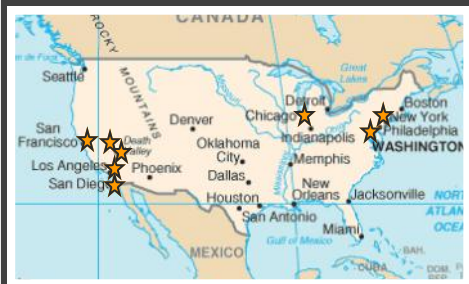 CANADA
ROCKY
MOUNTAINS
Great
Lakes
Seattle
Detroit
Boston
Chicago
New York
Philadelphia
San
Francisco
Denver
Indianapolis
WASHINGTON
Death
Valley
Oklahoma
City
Memphis
Los Angeles
Phoenix
Dallas
San Diego
New
Orleans
Jacksonville
Houston
San Antonio
Miami
Gulf of Mexico
MEXICO
CUBA
BAH.